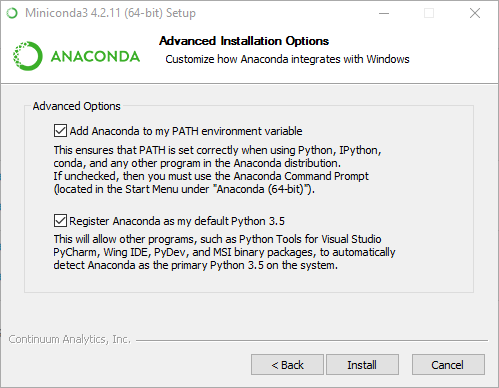 Miniconda3 4.2.11 (64-bit) Setup
ANACONDA
Advanced Installation Options
Customize how Anaconda integrates with Windows
Advanced Options
Add Anaconda to my PATH environment variable
This ensures that PATH is set correctly when using Python, IPython,
conda, and any other program in the Anaconda distribution.
If unchecked, then you must use the Anaconda Command Prompt
(located in the Start Menu under "Anaconda (64-bit)").
Register Anaconda as my default Python 3.5
This will allow other programs, such as Python Tools for Visual Studio
PyCharm, Wing IDE, PyDev, and MSI binary packages, to automatically
detect Anaconda as the primary Python 3.5 on the system.
Continuum Analytics, Inc.
< Back
Install
Cancel